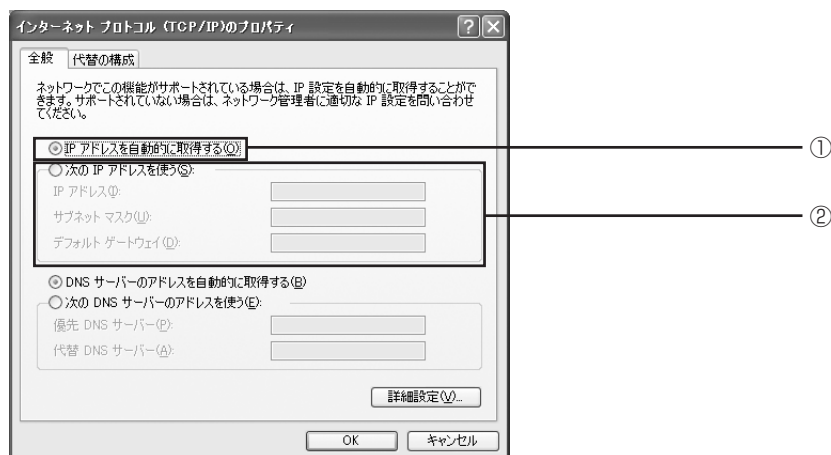 インターネット プロトコル (TCP/IP)のプロパティ
全般 代替の構成
ネットワークでこの機能がサポートされている場合は、IP 設定を自動的に取得することがで
きます。サポートされていない場合は、ネットワーク管理者に適切な IP 設定を問い合わせ
てください。
IP アドレスを自動的に取得する(O)
①
次の IP アドレスを使う(S):
IP アドレス(I):
サブネット マスク(U):
②
デフォルト ゲートウェイ(D):
DNS サーバーのアドレスを自動的に取得する(B)
次の DNS サーバーのアドレスを使う(E):
優先 DNS サーバー(P):
代替 DNS サーバー(A):
詳細設定(V)...
OK キャンセル